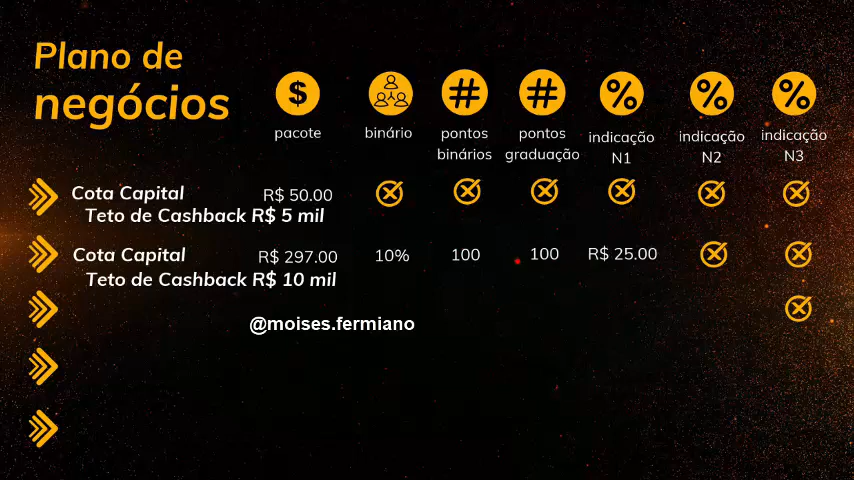 Plano de
negócios
$
#
#
%
%
%
pacote
binário
pontos
binários
pontos
graduação
indicação
N1
indicação
N2
indicação
N3
Cota Capital R$ 50.00
Teto de Cashback R$ 5 mil
Cota Capital R$ 297.00 10% 100 100 R$ 25.00
Teto de Cashback R$ 10 mil
@moises.fermiano